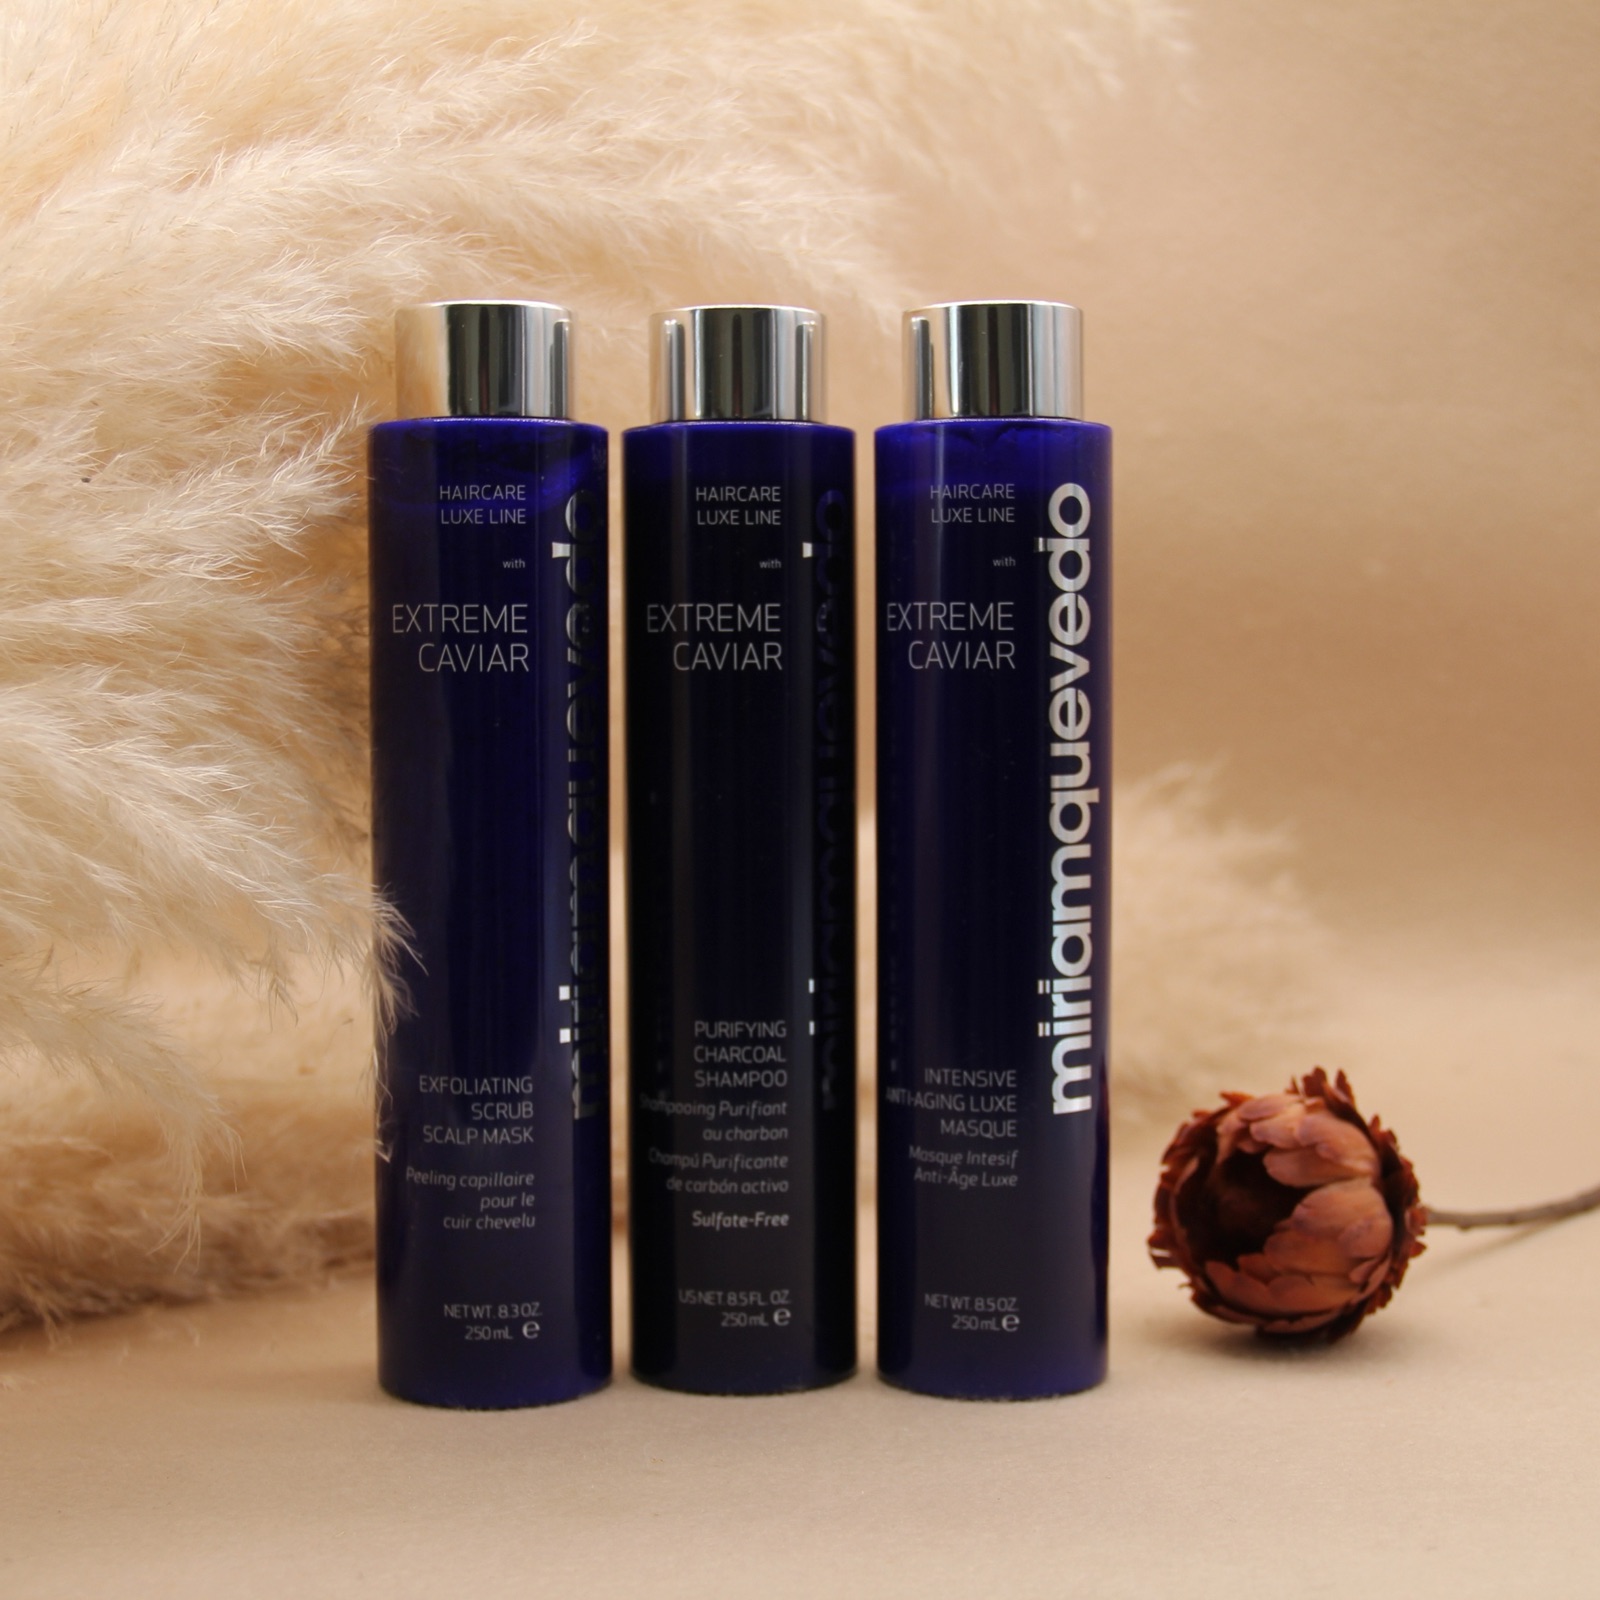 HAIRCARE
LUXE LINE
with
EXTREME
CAVIAR
miriamquevedo
EXFOLIATING
SCRUB
SCALP MASK
Peeling capillaire
pour le
cuir chevelu
NET WT. 8.3 OZ.
250 mL ℮
HAIRCARE
LUXE LINE
with
EXTREME
CAVIAR
miriamquevedo
PURIFYING
CHARCOAL
SHAMPOO
Shampooing Purifiant
au charbon
Champú Purificante
de carbón activo
Sulfate-Free
US NET. 8.5 FL. OZ.
250 mL ℮
HAIRCARE
LUXE LINE
with
EXTREME
CAVIAR
miriamquevedo
INTENSIVE
ANTI-AGING LUXE
MASQUE
Masque Intesif
Anti-Âge Luxe
NET WT. 8.5 OZ.
250 mL ℮